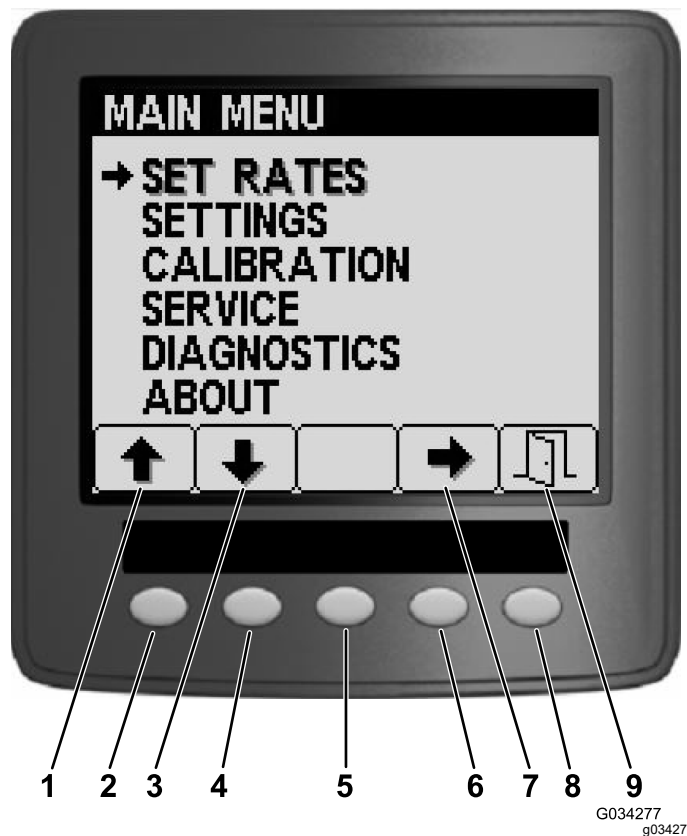 MAIN MENU
SET RATES
SETTINGS
CALIBRATION
SERVICE
DIAGNOSTICS
ABOUT
1 2 3 4 5 6 7 8 9
G034277
g03427